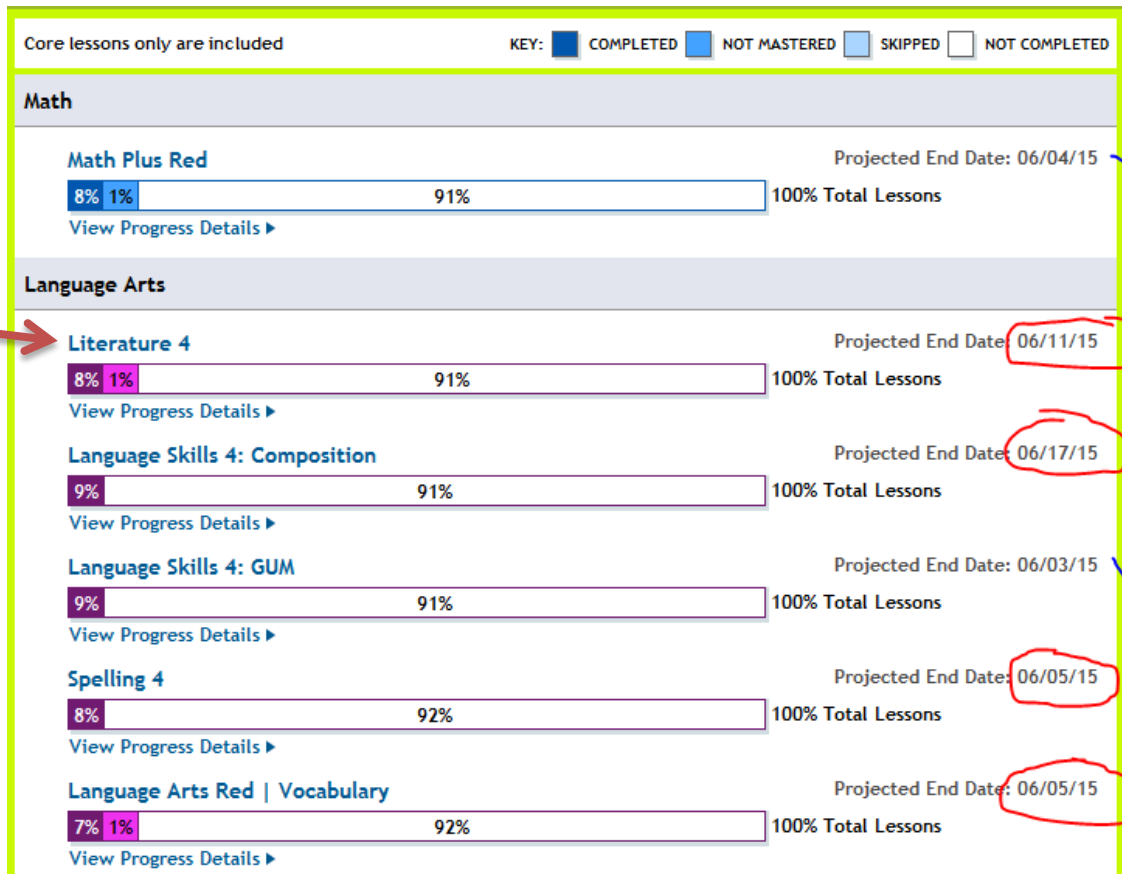 Core lessons only are included KEY: COMPLETED NOT MASTERED SKIPPED NOT COMPLETED
Math
Math Plus Red Projected End Date: 06/04/15
8% 1% 91% 100% Total Lessons
View Progress Details ▶
Language Arts
Literature 4 Projected End Date: 06/11/15
8% 1% 91% 100% Total Lessons
View Progress Details ▶
Language Skills 4: Composition Projected End Date: 06/17/15
9% 91% 100% Total Lessons
View Progress Details ▶
Language Skills 4: GUM Projected End Date: 06/03/15
9% 91% 100% Total Lessons
View Progress Details ▶
Spelling 4 Projected End Date: 06/05/15
8% 92% 100% Total Lessons
View Progress Details ▶
Language Arts Red | Vocabulary Projected End Date: 06/05/15
7% 1% 92% 100% Total Lessons
View Progress Details ▶